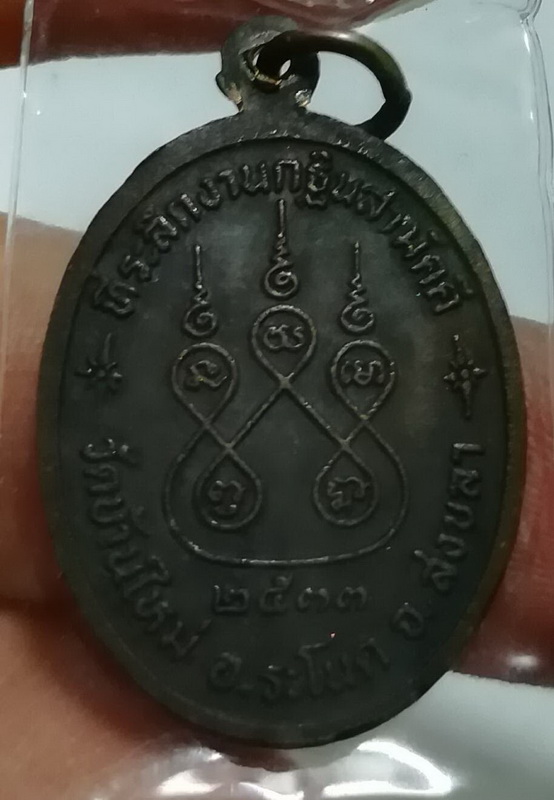 ที่ระลึกงานกฐินสามัคคี
๒๕๓๓
วัดบ้านใหม่ อ.ระโนด จ.สงขลา